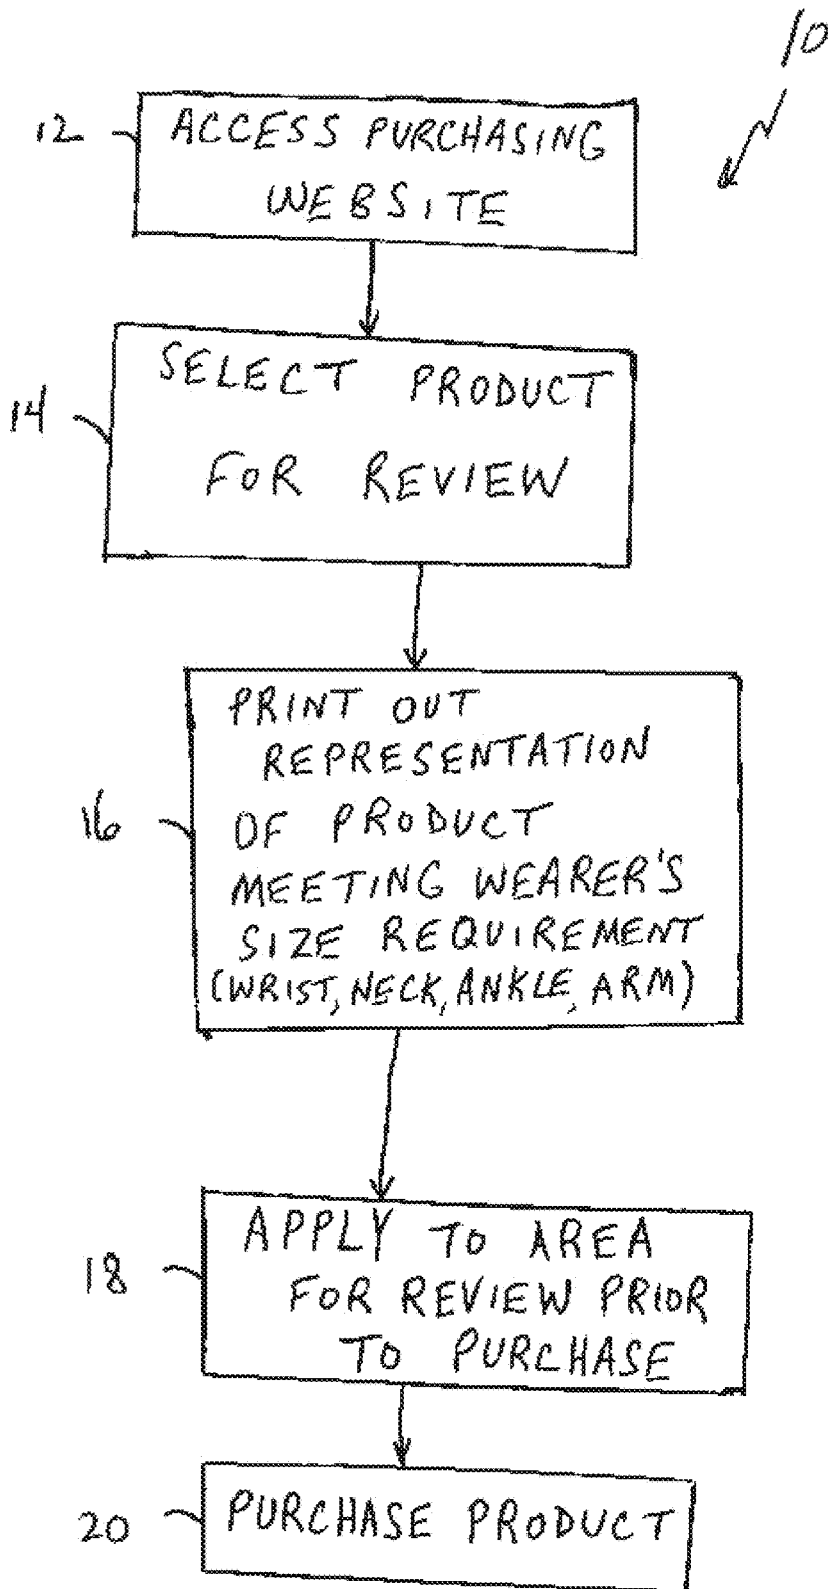 10
12
ACCESS PURCHASING
WEBSITE
14
SELECT PRODUCT
FOR REVIEW
16
PRINT OUT
REPRESENTATION
OF PRODUCT
MEETING WEARER'S
SIZE REQUIREMENT
(WRIST, NECK, ANKLE, ARM)
18
APPLY TO AREA
FOR REVIEW PRIOR
TO PURCHASE
20
PURCHASE PRODUCT